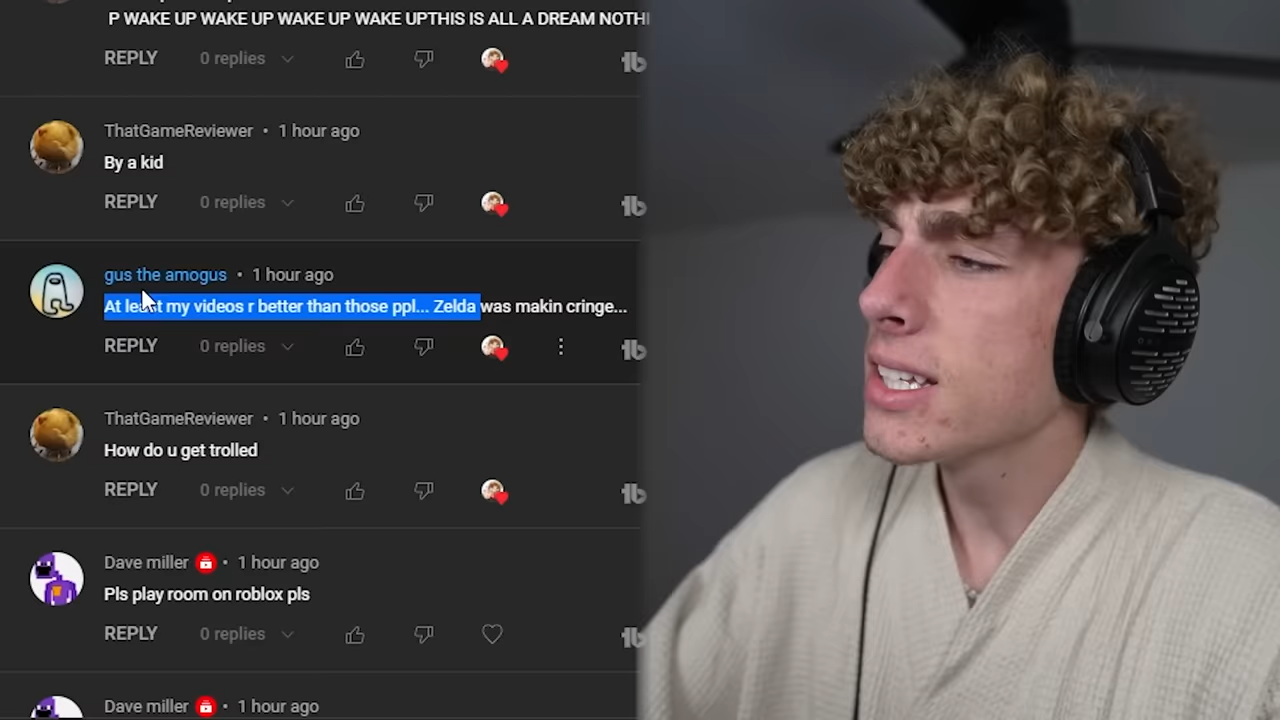 P WAKE UP WAKE UP WAKE UP WAKE UPTHIS IS ALL A DREAM NOTHI
REPLY 0 replies
ThatGameReviewer • 1 hour ago
By a kid
REPLY 0 replies
gus the amogus • 1 hour ago
At least my videos r better than those ppl... Zelda was makin cringe...
REPLY 0 replies
ThatGameReviewer • 1 hour ago
How do u get trolled
REPLY 0 replies
Dave miller • 1 hour ago
Pls play room on roblox pls
REPLY 0 replies
Dave miller • 1 hour ago